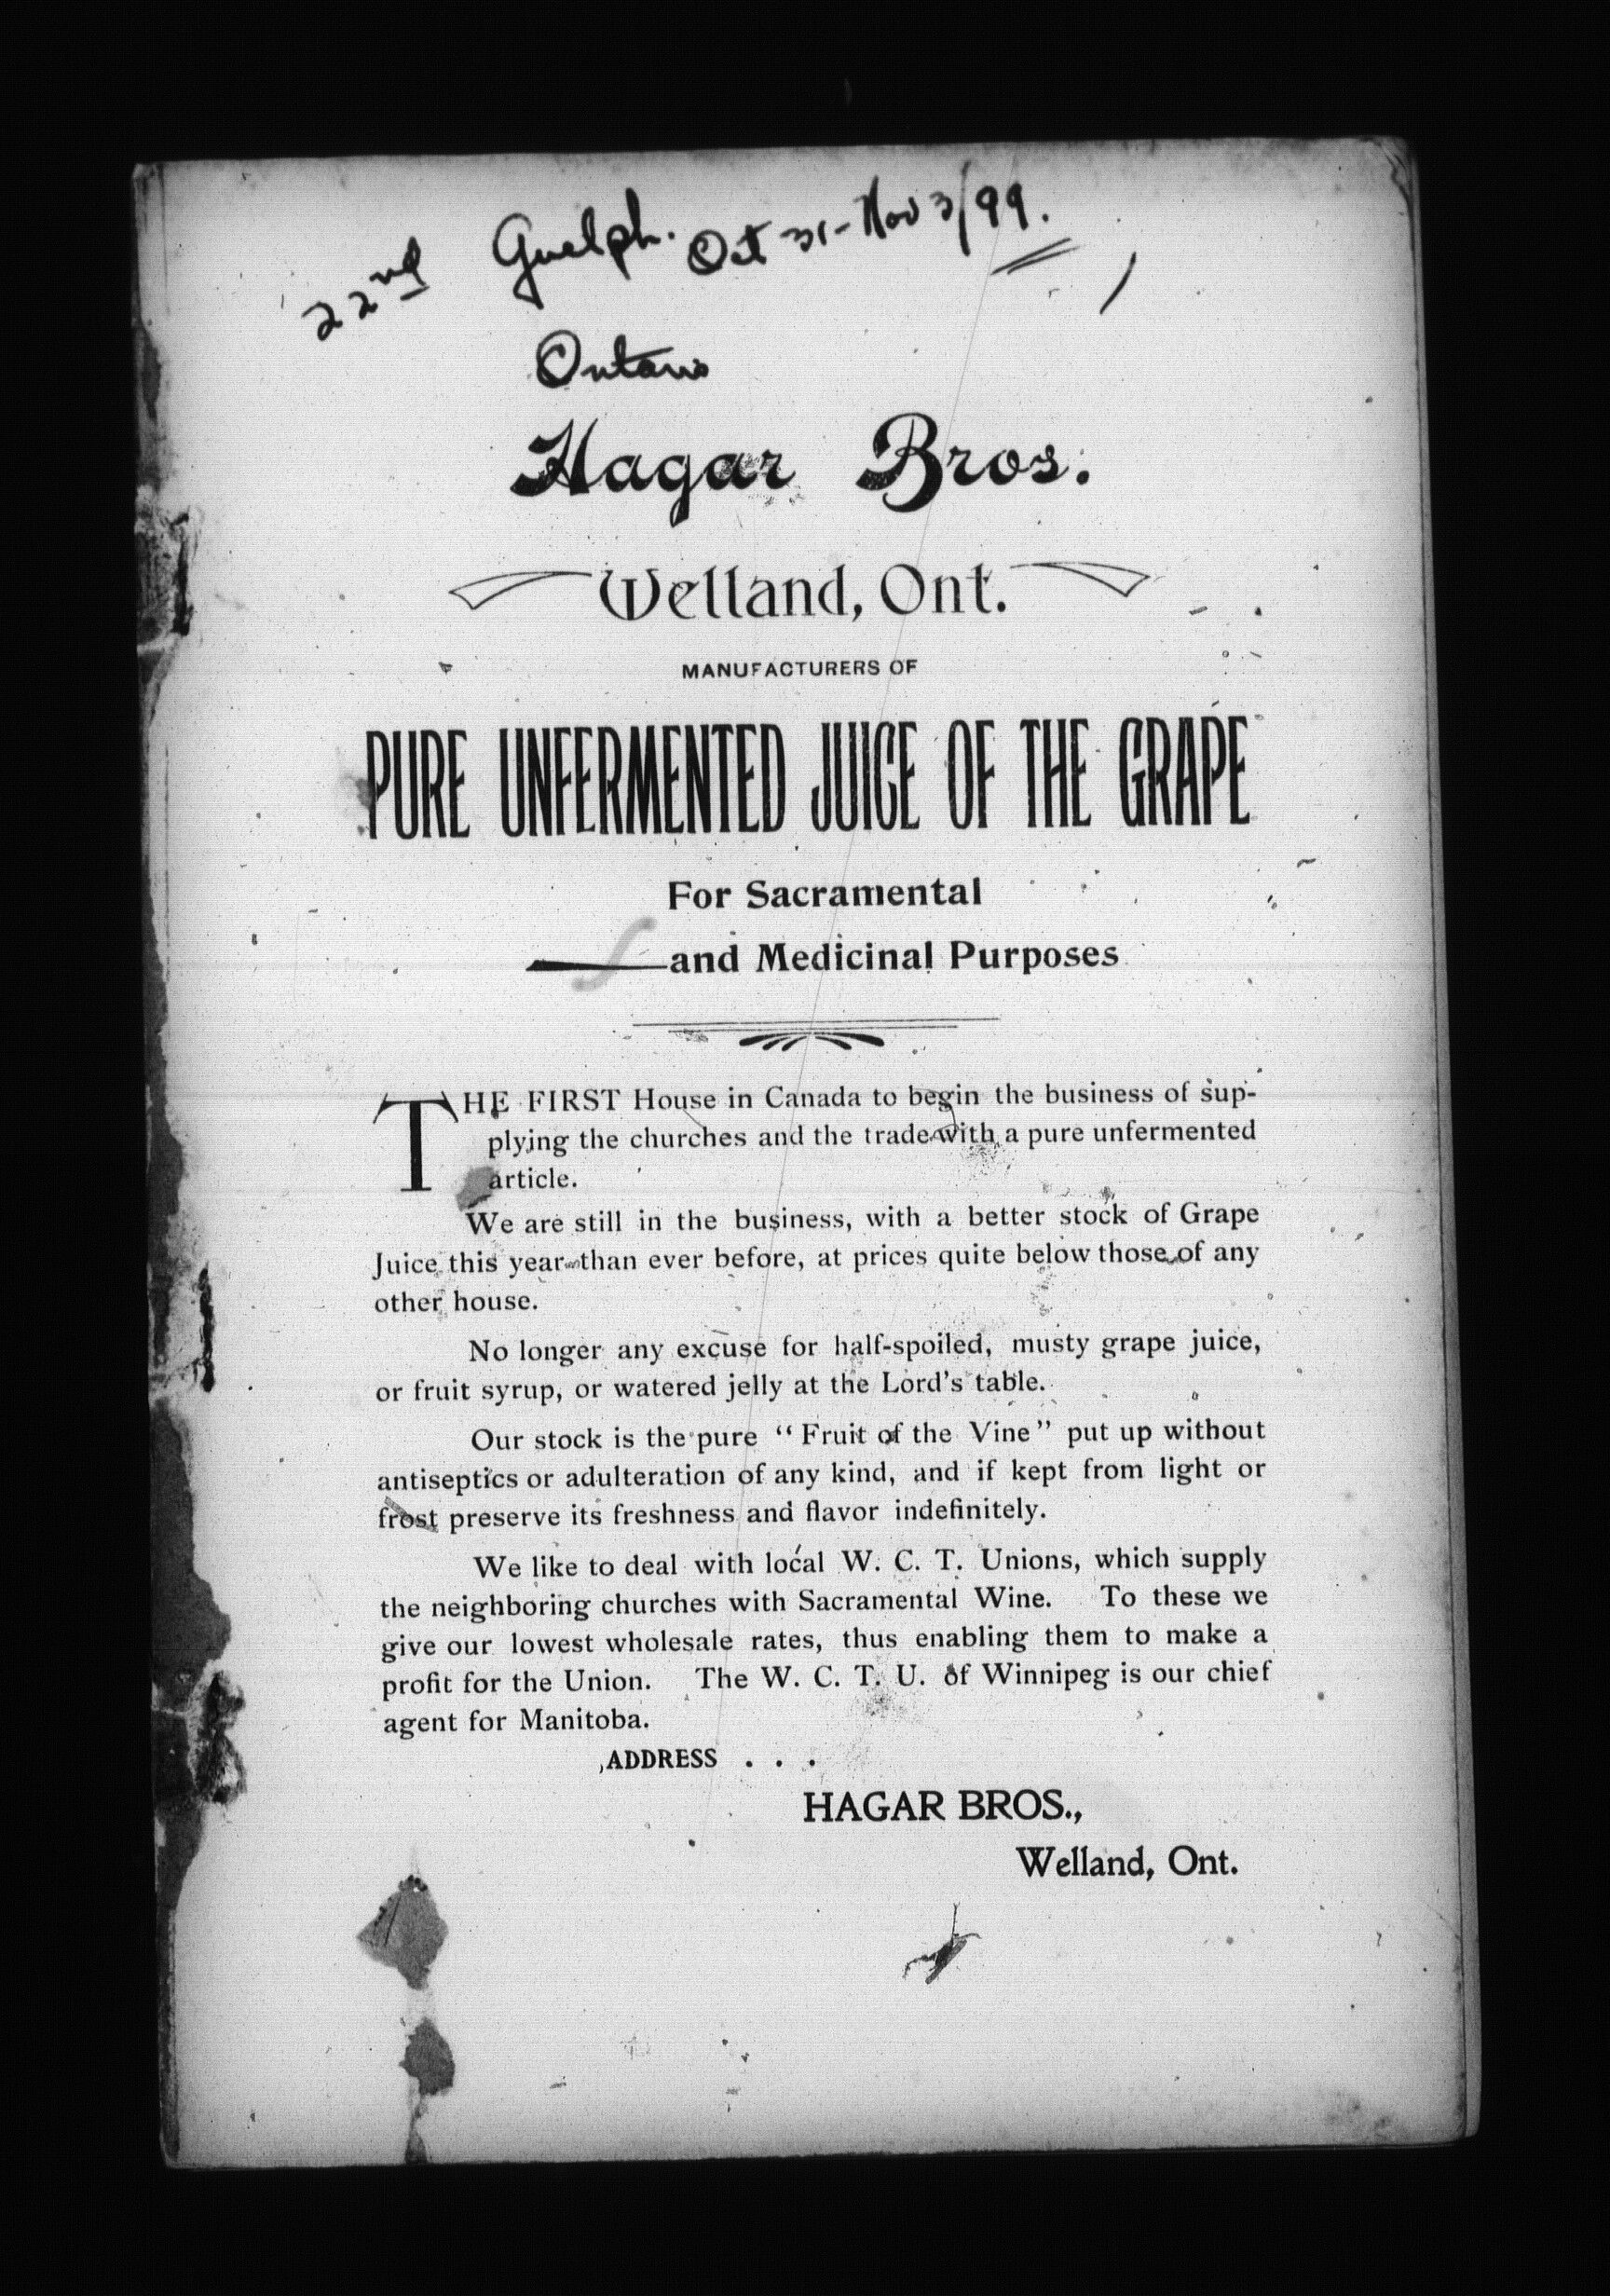 22nd Guelph. Oct 31-Nov 3/99.
Ontario
Hagar Bros.
Welland, Ont.
MANUFACTURERS OF
PURE UNFERMENTED JUICE OF THE GRAPE
For Sacramental
and Medicinal Purposes
THE FIRST House in Canada to begin the business of sup-
plying the churches and the trade with a pure unfermented
article.
We are still in the business, with a better stock of Grape
Juice this year than ever before, at prices quite below those of any
other house.
No longer any excuse for half-spoiled, musty grape juice,
or fruit syrup, or watered jelly at the Lord's table.
Our stock is the pure "Fruit of the Vine" put up without
antiseptics or adulteration of any kind, and if kept from light or
frost preserve its freshness and flavor indefinitely.
We like to deal with local W. C. T. Unions, which supply
the neighboring churches with Sacramental Wine. To these we
give our lowest wholesale rates, thus enabling them to make a
profit for the Union. The W. C. T. U. of Winnipeg is our chief
agent for Manitoba.
ADDRESS . . .
HAGAR BROS.,
Welland, Ont.